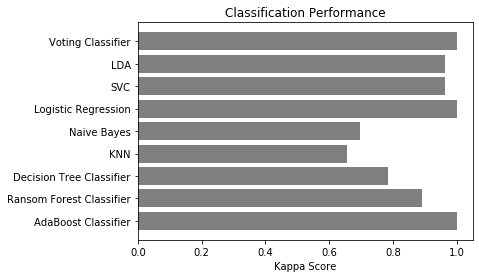 Classification Performance
Voting Classifier
LDA
SVC
Logistic Regression
Naive Bayes
KNN
Decision Tree Classifier
Ransom Forest Classifier
AdaBoost Classifier
0.0 0.2 0.4 0.6 0.8 1.0
Kappa Score